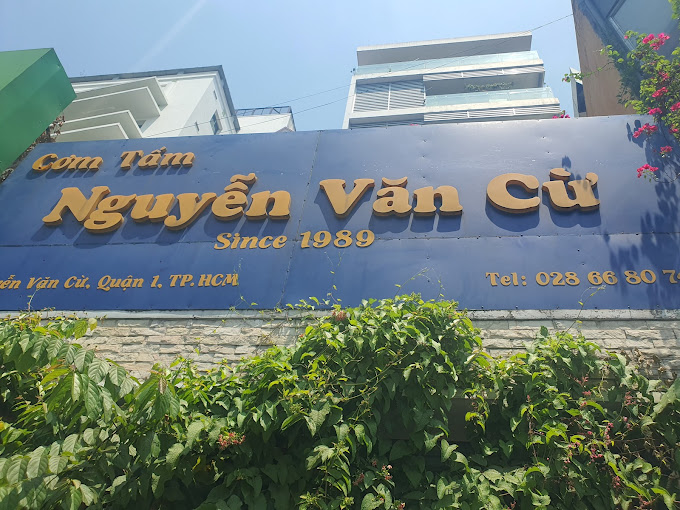 Cơm Tấm
Nguyễn Văn Cừ
Since 1989
Văn Cừ, Quận 1, TP.HCM
Tel: 028 66 80